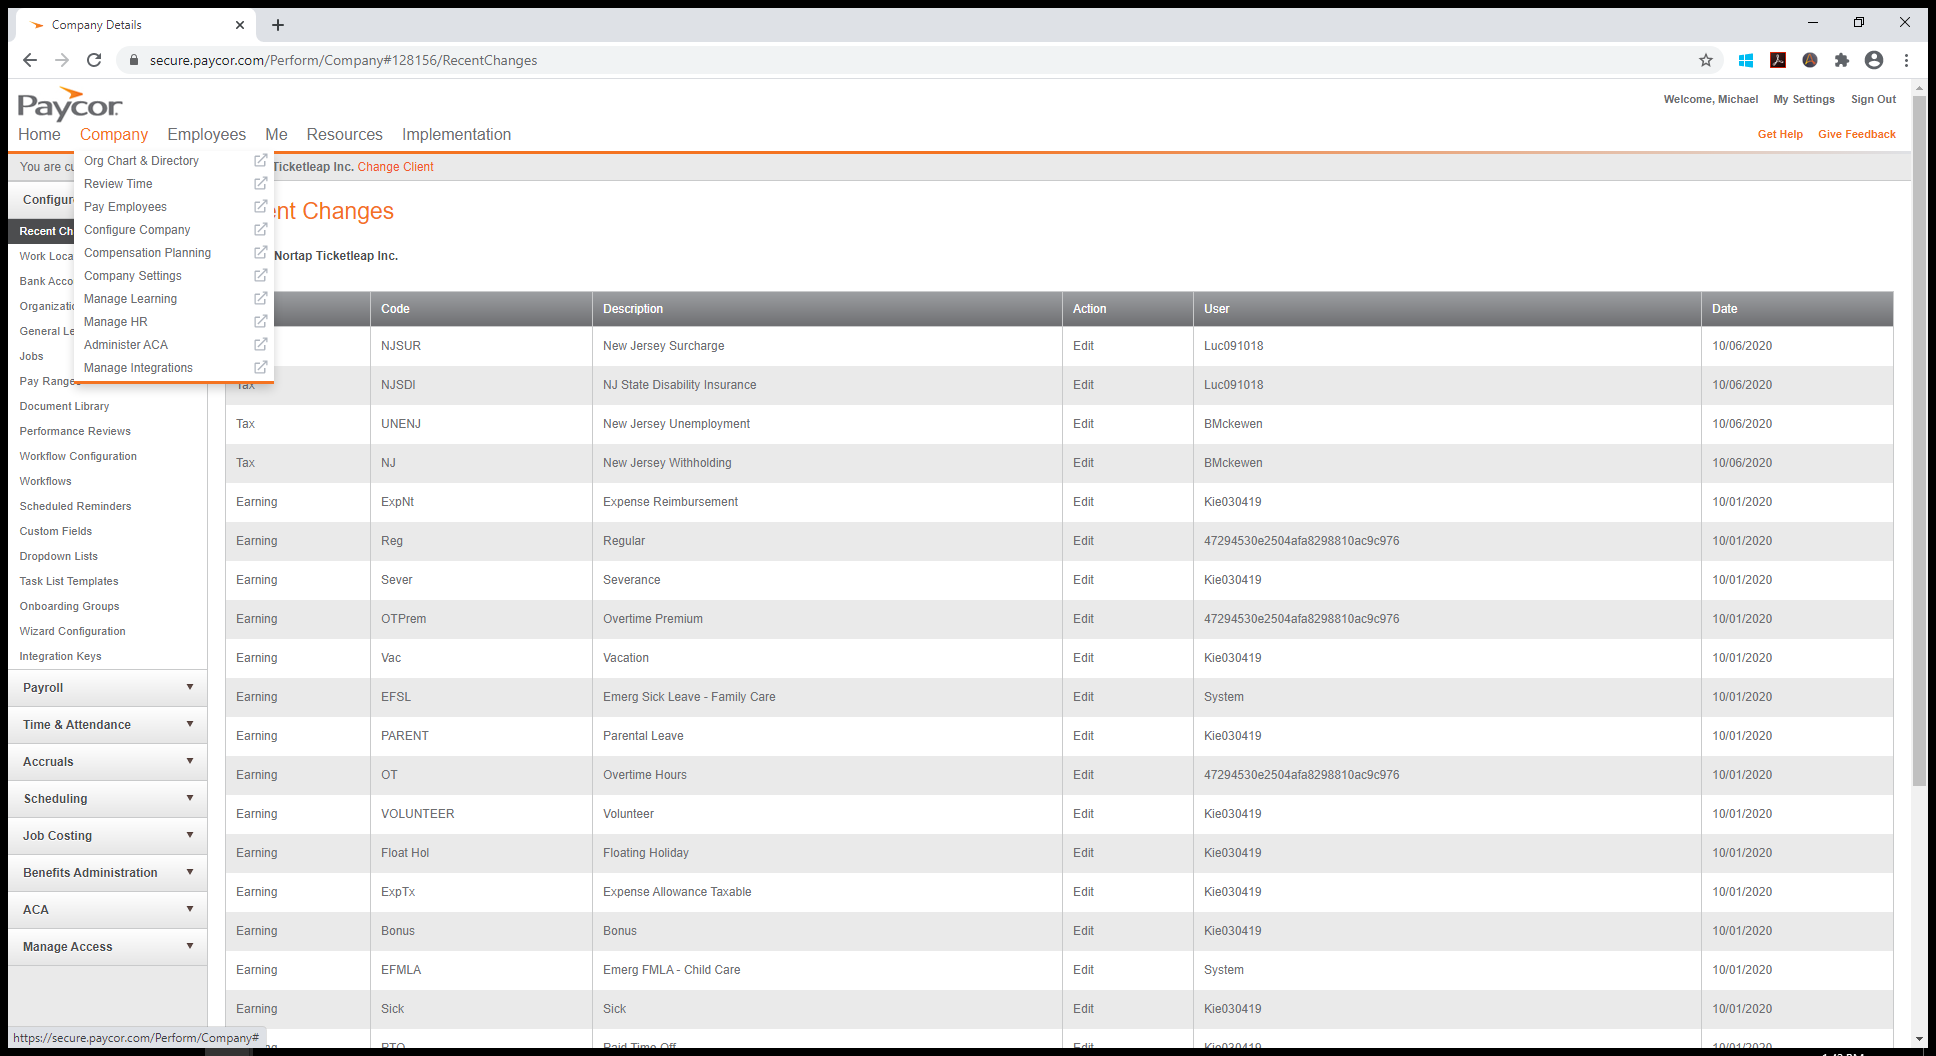 Company Details
secure.paycor.com/Perform/Company#128156/RecentChanges
Paycor
Welcome, Michael My Settings Sign Out
Home Company Employees Me Resources Implementation
Get Help Give Feedback
You are cu Ticketleap Inc. Change Client
Org Chart & Directory
Review Time
Pay Employees
Configure Company
Compensation Planning
Company Settings
Manage Learning
Manage HR
Administer ACA
Manage Integrations
Configur
Recent Ch
Work Loca
Bank Acco
Organizatio
General Le
Jobs
Pay Ranges
Document Library
Performance Reviews
Workflow Configuration
Workflows
Scheduled Reminders
Custom Fields
Dropdown Lists
Task List Templates
Onboarding Groups
Wizard Configuration
Integration Keys
Payroll
Time & Attendance
Accruals
Scheduling
Job Costing
Benefits Administration
ACA
Manage Access
ent Changes
Nortap Ticketleap Inc.
Code Description Action User Date
NJSUR New Jersey Surcharge Edit Luc091018 10/06/2020
Tax NJSDI NJ State Disability Insurance Edit Luc091018 10/06/2020
Tax UNENJ New Jersey Unemployment Edit BMckewen 10/06/2020
Tax NJ New Jersey Withholding Edit BMckewen 10/06/2020
Earning ExpNt Expense Reimbursement Edit Kie030419 10/01/2020
Earning Reg Regular Edit 47294530e2504afa8298810ac9c976 10/01/2020
Earning Sever Severance Edit Kie030419 10/01/2020
Earning OTPrem Overtime Premium Edit 47294530e2504afa8298810ac9c976 10/01/2020
Earning Vac Vacation Edit Kie030419 10/01/2020
Earning EFSL Emerg Sick Leave - Family Care Edit System 10/01/2020
Earning PARENT Parental Leave Edit Kie030419 10/01/2020
Earning OT Overtime Hours Edit 47294530e2504afa8298810ac9c976 10/01/2020
Earning VOLUNTEER Volunteer Edit Kie030419 10/01/2020
Earning Float Hol Floating Holiday Edit Kie030419 10/01/2020
Earning ExpTx Expense Allowance Taxable Edit Kie030419 10/01/2020
Earning Bonus Bonus Edit Kie030419 10/01/2020
Earning EFMLA Emerg FMLA - Child Care Edit System 10/01/2020
Earning Sick Sick Edit Kie030419 10/01/2020
PTO Paid Time Off Edit Kie030419 10/01/2020
https://secure.paycor.com/Perform/Company#